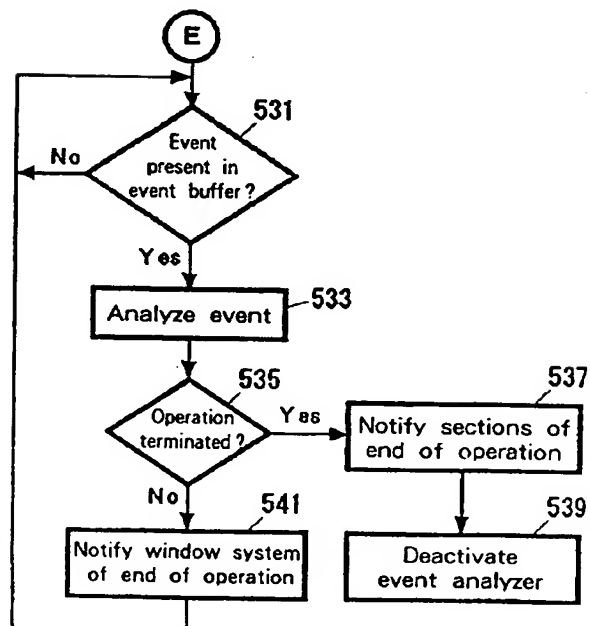 E
531
Event
present in
event buffer?
No
Yes
Analyze event
533
535
Operation
terminated?
Yes
537
Notify sections of
end of operation
No
541
539
Notify window system
of end of operation
Deactivate
event analyzer